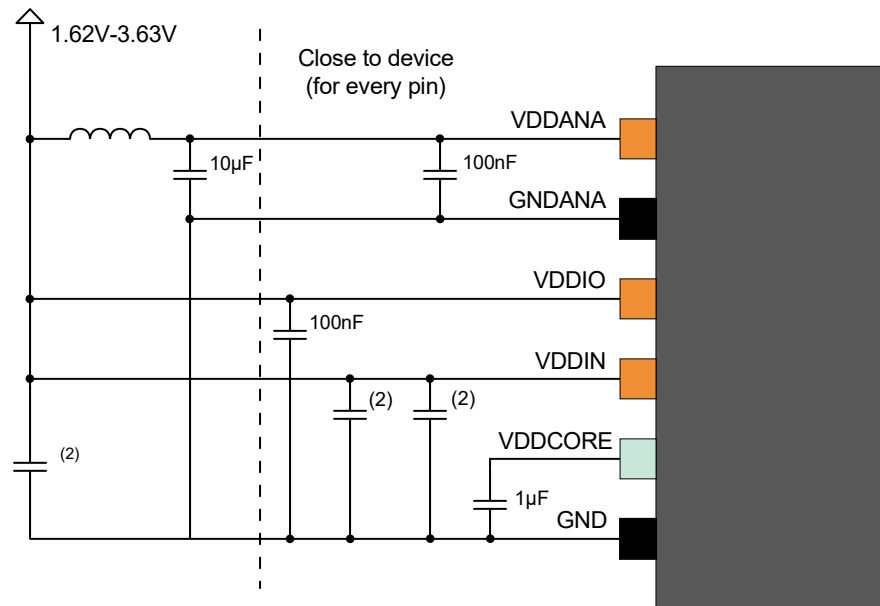 1.62V-3.63V
Close to device
(for every pin)
VDDANA
10µF
100nF
GNDANA
VDDIO
100nF
VDDIN
(2)
(2)
VDDCORE
(2)
1µF
GND